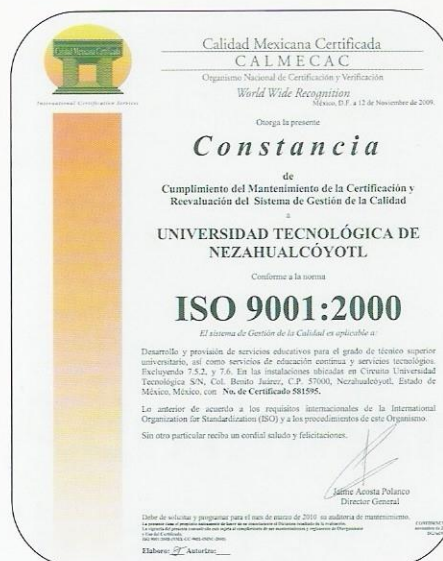 Calidad Mexicana Certificada
International Certification Service
Calidad Mexicana Certificada
CALMECAC
Organismo Nacional de Certificación y Verificación
World Wide Recognition
México, D.F. a 12 de Noviembre de 2009.
Otorga la presente
Constancia
de
Cumplimiento del Mantenimiento de la Certificación y
Reevaluación del Sistema de Gestión de la Calidad
a
UNIVERSIDAD TECNOLÓGICA DE
NEZAHUALCÓYOTL
Conforme a la norma
ISO 9001:2000
El sistema de Gestión de la Calidad es aplicable a:
Desarrollo y provisión de servicios educativos para el grado de técnico superior
universitario, así como servicios de educación continua y servicios tecnológicos.
Excluyendo 7.5.2, y 7.6. En las instalaciones ubicadas en Circuito Universidad
Tecnológica S/N, Col. Benito Juárez, C.P. 57000, Nezahualcóyotl, Estado de
México, México, con No. de Certificado 581595.
Lo anterior de acuerdo a los requisitos internacionales de la International
Organization for Standardization (ISO) y a los procedimientos de este Organismo.
Sin otro particular reciba un cordial saludo y felicitaciones.
Jaime Acosta Polanco
Director General
Debe de solicitar y programar para el mes de marzo de 2010 su auditoría de mantenimiento.
Elaboro: Autorizo: